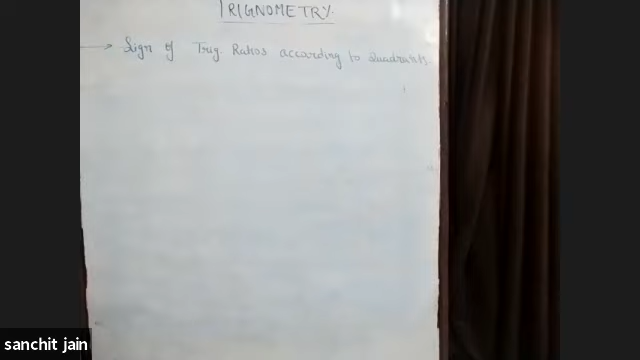 TRIGNOMETRY.
→ Sign of Trig. Ratios according to Quadrants
sanchit jain